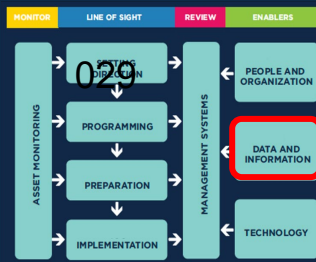 MONITOR
LINE OF SIGHT
REVIEW
ENABLERS
ASSET MONITORING
SETTING
DIRECTION
029
PROGRAMMING
PREPARATION
IMPLEMENTATION
MANAGEMENT SYSTEMS
PEOPLE AND
ORGANIZATION
DATA AND
INFORMATION
TECHNOLOGY